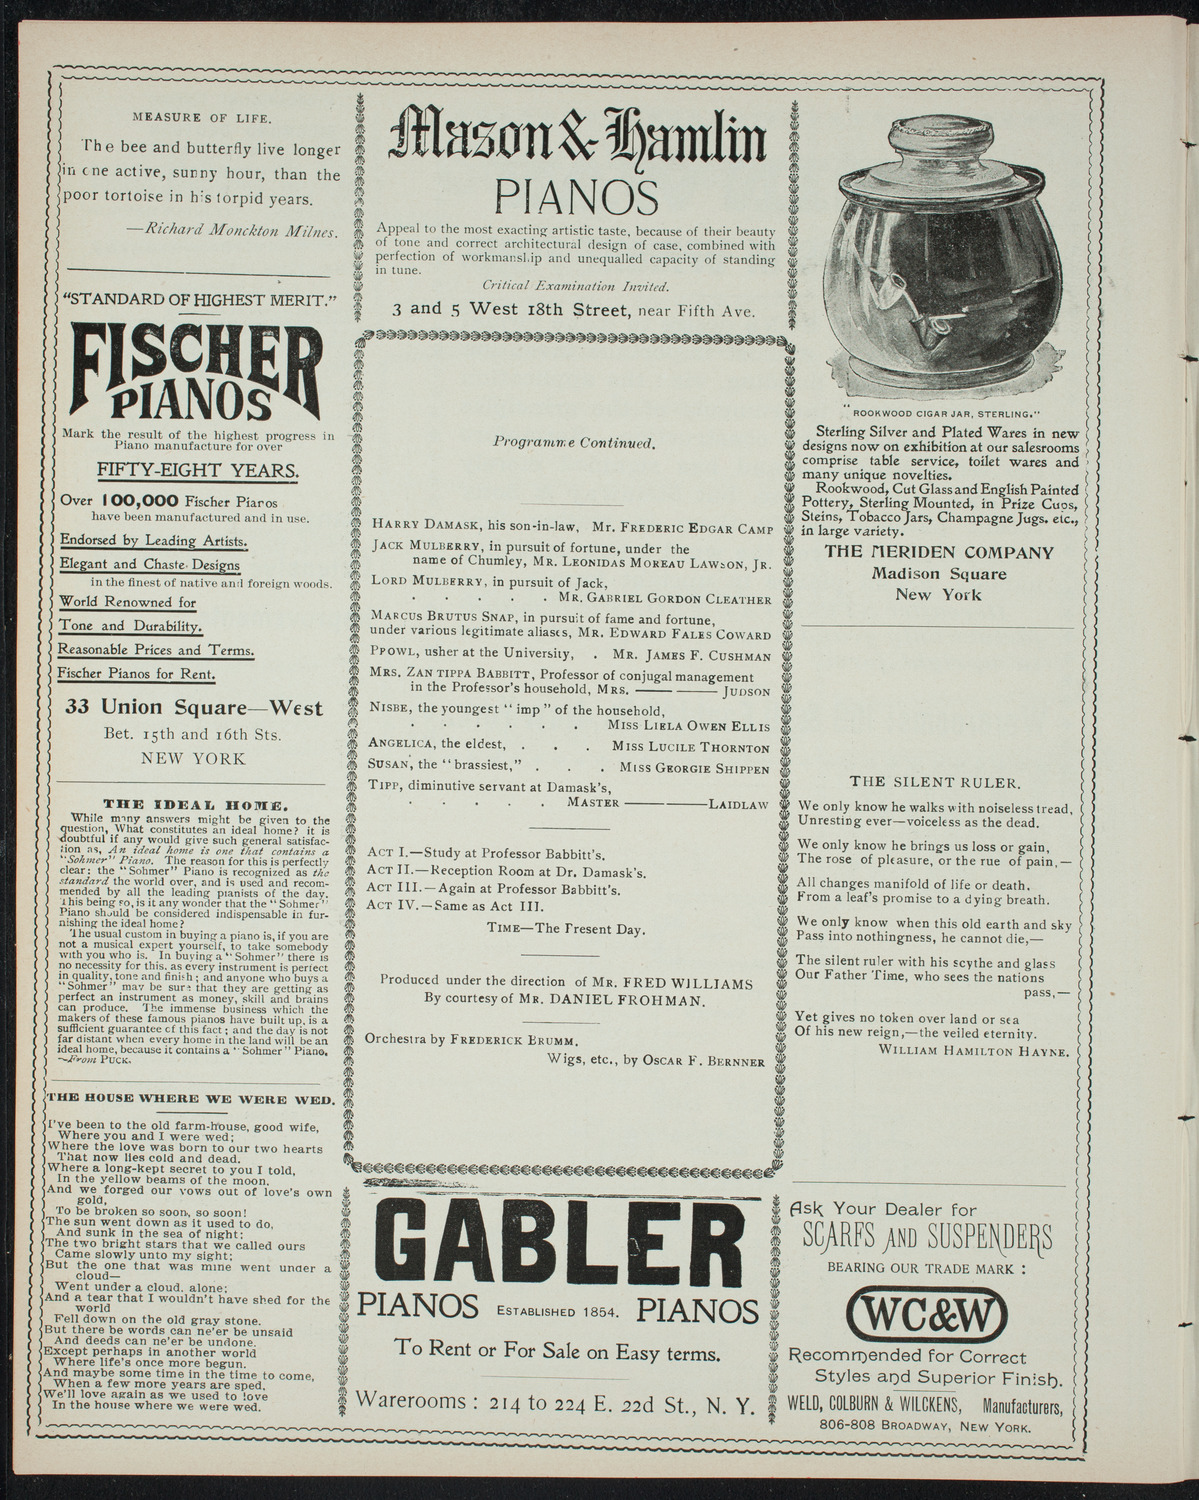 MEASURE OF LIFE.
The bee and butterfly live longer
in one active, sunny hour, than the
poor tortoise in his torpid years.
—Richard Monckton Milnes.
"STANDARD OF HIGHEST MERIT."
FISCHER
PIANOS
Mark the result of the highest progress in
Piano manufacture for over
FIFTY-EIGHT YEARS.
Over 100,000 Fischer Pianos
have been manufactured and in use.
Endorsed by Leading Artists.
Elegant and Chaste Designs
in the finest of native and foreign woods.
World Renowned for
Tone and Durability.
Reasonable Prices and Terms.
Fischer Pianos for Rent.
33 Union Square—West
Bet. 15th and 16th Sts.
NEW YORK
THE IDEAL HOME.
While many answers might be given to the
question, What constitutes an ideal home? it is
doubtful if any would give such general satisfac-
tion as, An ideal home is one that contains a
"Sohmer" Piano. The reason for this is perfectly
clear: the "Sohmer" Piano is recognized as the
standard the world over, and is used and recom-
mended by all the leading pianists of the day.
This being so, is it any wonder that the "Sohmer"
Piano should be considered indispensable in fur-
nishing the ideal home?
The usual custom in buying a piano is, if you are
not a musical expert yourself, to take somebody
with you who is. In buying a "Sohmer" there is
no necessity for this, as every instrument is perfect
in quality, tone and finish; and anyone who buys a
"Sohmer" may be sure that they are getting as
perfect an instrument as money, skill and brains
can produce. The immense business which the
makers of these famous pianos have built up, is a
sufficient guarantee of this fact; and the day is not
far distant when every home in the land will be an
ideal home, because it contains a "Sohmer" Piano.
—From PUCK.
THE HOUSE WHERE WE WERE WED.
I've been to the old farm-house, good wife,
Where you and I were wed;
Where the love was born to our two hearts
That now lies cold and dead.
Where a long-kept secret to you I told,
In the yellow beams of the moon,
And we forged our vows out of love's own
gold,
To be broken so soon, so soon!
The sun went down as it used to do,
And sunk in the sea of night;
The two bright stars that we called ours
Came slowly unto my sight;
But the one that was mine went under a
cloud—
Went under a cloud, alone;
And a tear that I wouldn't have shed for the
world
Fell down on the old gray stone.
But there be words can ne'er be unsaid
And deeds can ne'er be undone,
Except perhaps in another world
Where life's once more begun.
And maybe some time in the time to come,
When a few more years are sped,
We'll love again as we used to love
In the house where we were wed.
Mason & Hamlin
PIANOS
Appeal to the most exacting artistic taste, because of their beauty
of tone and correct architectural design of case, combined with
perfection of workmanship and unequalled capacity of standing
in tune.
Critical Examination Invited.
3 and 5 West 18th Street, near Fifth Ave.
Programme Continued.
HARRY DAMASK, his son-in-law, Mr. FREDERIC EDGAR CAMP
JACK MULBERRY, in pursuit of fortune, under the
name of Chumley, MR. LEONIDAS MOREAU LAWSON, JR.
LORD MULBERRY, in pursuit of Jack,
. . . . . MR. GABRIEL GORDON CLEATHER
MARCUS BRUTUS SNAP, in pursuit of fame and fortune,
under various legitimate aliases, MR. EDWARD FALES COWARD
PPOWL, usher at the University, . MR. JAMES F. CUSHMAN
MRS. ZANTIPPA BABBITT, Professor of conjugal management
in the Professor's household, MRS. —— —— JUDSON
NISBE, the youngest "imp" of the household,
. . . . . . MISS LIELA OWEN ELLIS
ANGELICA, the eldest, . . . MISS LUCILE THORNTON
SUSAN, the "brassiest," . . . MISS GEORGIE SHIPPEN
TIPP, diminutive servant at Damask's,
. . . . . MASTER ————LAIDLAW
ACT I.—Study at Professor Babbitt's.
ACT II.—Reception Room at Dr. Damask's.
ACT III.—Again at Professor Babbitt's.
ACT IV.—Same as Act III.
TIME—The Present Day.
Produced under the direction of MR. FRED WILLIAMS
By courtesy of MR. DANIEL FROHMAN.
Orchestra by FREDERICK BRUMM.
Wigs, etc., by OSCAR F. BERNNER
GABLER
PIANOS ESTABLISHED 1854. PIANOS
To Rent or For Sale on Easy terms.
Warerooms: 214 to 224 E. 22d St., N. Y.
"ROOKWOOD CIGAR JAR, STERLING."
Sterling Silver and Plated Wares in new
designs now on exhibition at our salesrooms
comprise table service, toilet wares and
many unique novelties.
Rookwood, Cut Glass and English Painted
Pottery, Sterling Mounted, in Prize Cups,
Steins, Tobacco Jars, Champagne Jugs, etc.,
in large variety.
THE MERIDEN COMPANY
Madison Square
New York
THE SILENT RULER.
We only know he walks with noiseless tread,
Unresting ever—voiceless as the dead.
We only know he brings us loss or gain,
The rose of pleasure, or the rue of pain,—
All changes manifold of life or death.
From a leaf's promise to a dying breath.
We only know when this old earth and sky
Pass into nothingness, he cannot die,—
The silent ruler with his scythe and glass
Our Father Time, who sees the nations
pass,—
Yet gives no token over land or sea
Of his new reign,—the veiled eternity.
WILLIAM HAMILTON HAYNE.
Ask Your Dealer for
SCARFS AND SUSPENDERS
BEARING OUR TRADE MARK:
WC&W
Recommended for Correct
Styles and Superior Finish.
WELD, COLBURN & WILCKENS, Manufacturers,
806-808 BROADWAY, NEW YORK.